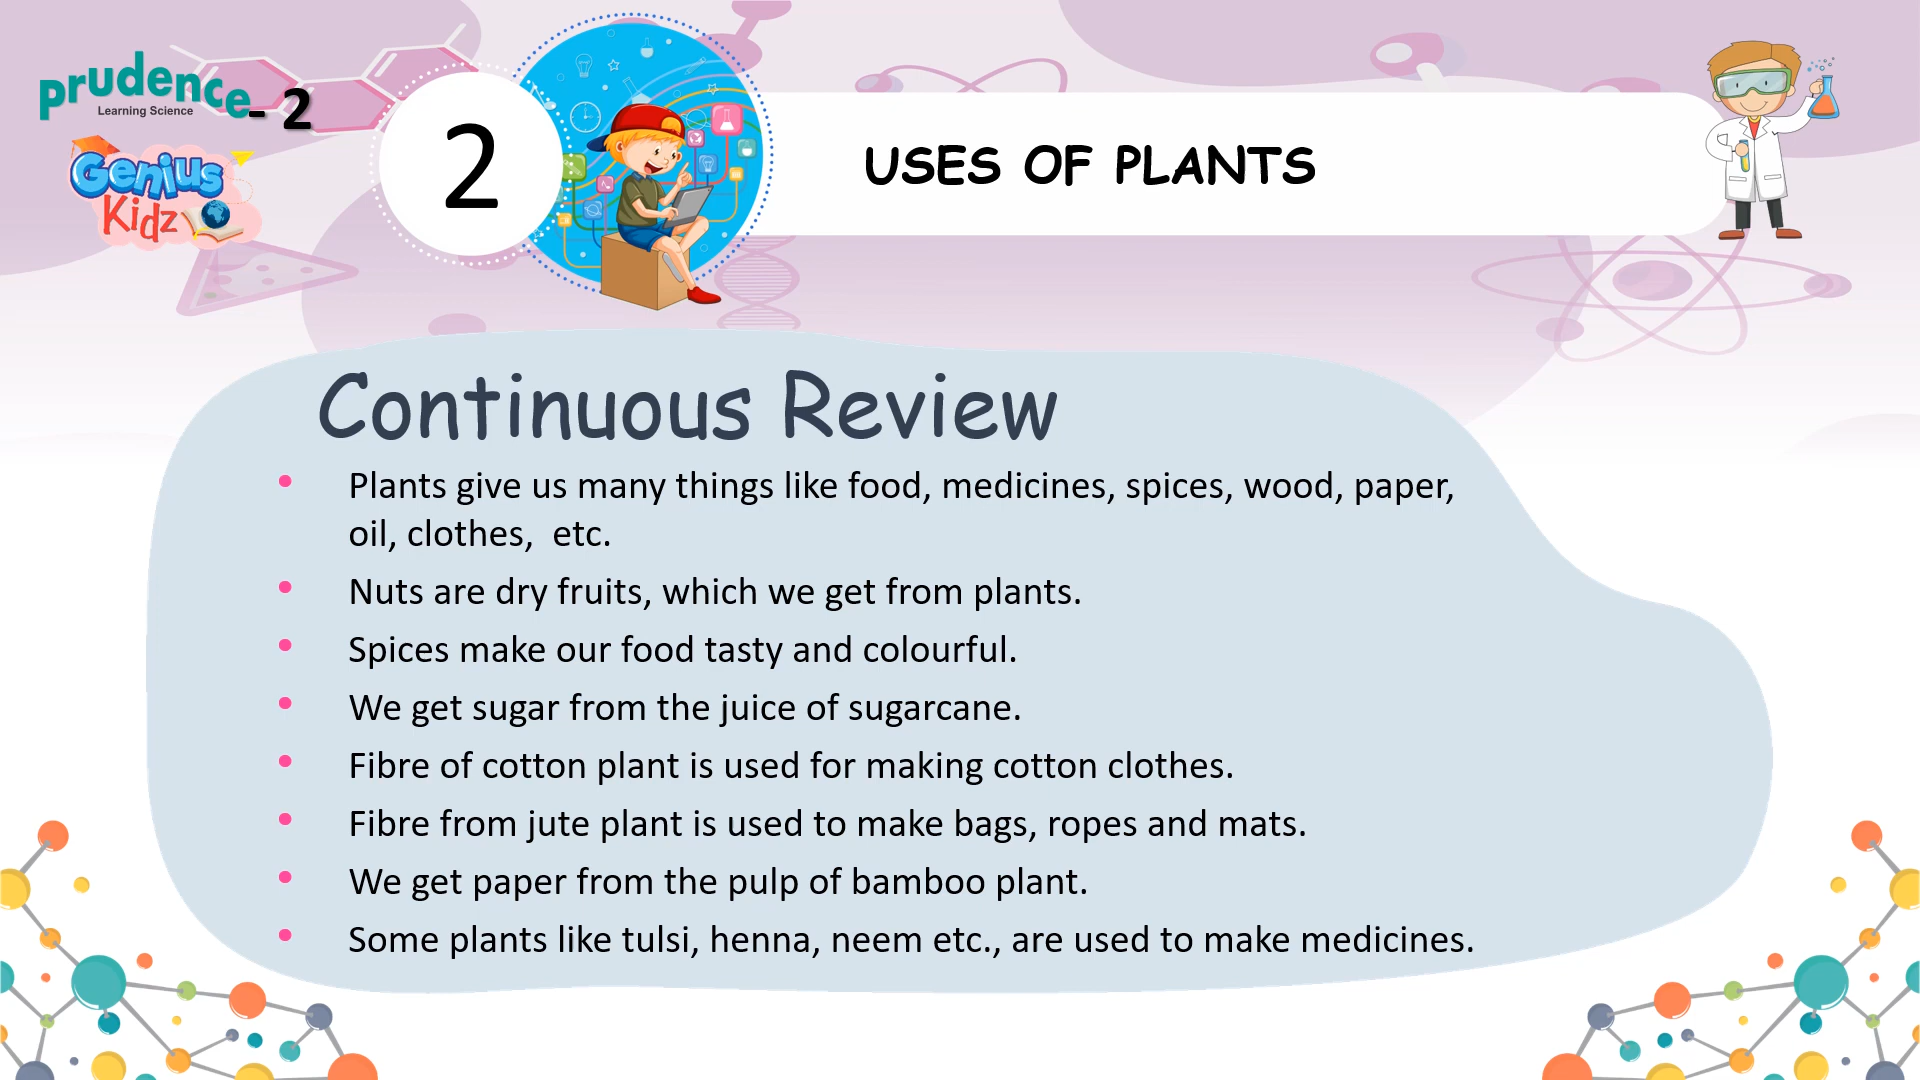 prudence - 2
Learning Science
Genius
Kidz
2
USES OF PLANTS
Continuous Review
• Plants give us many things like food, medicines, spices, wood, paper,
oil, clothes,  etc.
• Nuts are dry fruits, which we get from plants.
• Spices make our food tasty and colourful.
• We get sugar from the juice of sugarcane.
• Fibre of cotton plant is used for making cotton clothes.
• Fibre from jute plant is used to make bags, ropes and mats.
• We get paper from the pulp of bamboo plant.
• Some plants like tulsi, henna, neem etc., are used to make medicines.